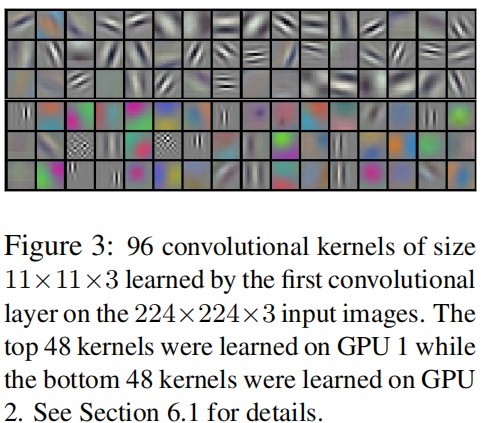 Figure 3: 96 convolutional kernels of size
11×11×3 learned by the first convolutional
layer on the 224×224×3 input images. The
top 48 kernels were learned on GPU 1 while
the bottom 48 kernels were learned on GPU
2. See Section 6.1 for details.